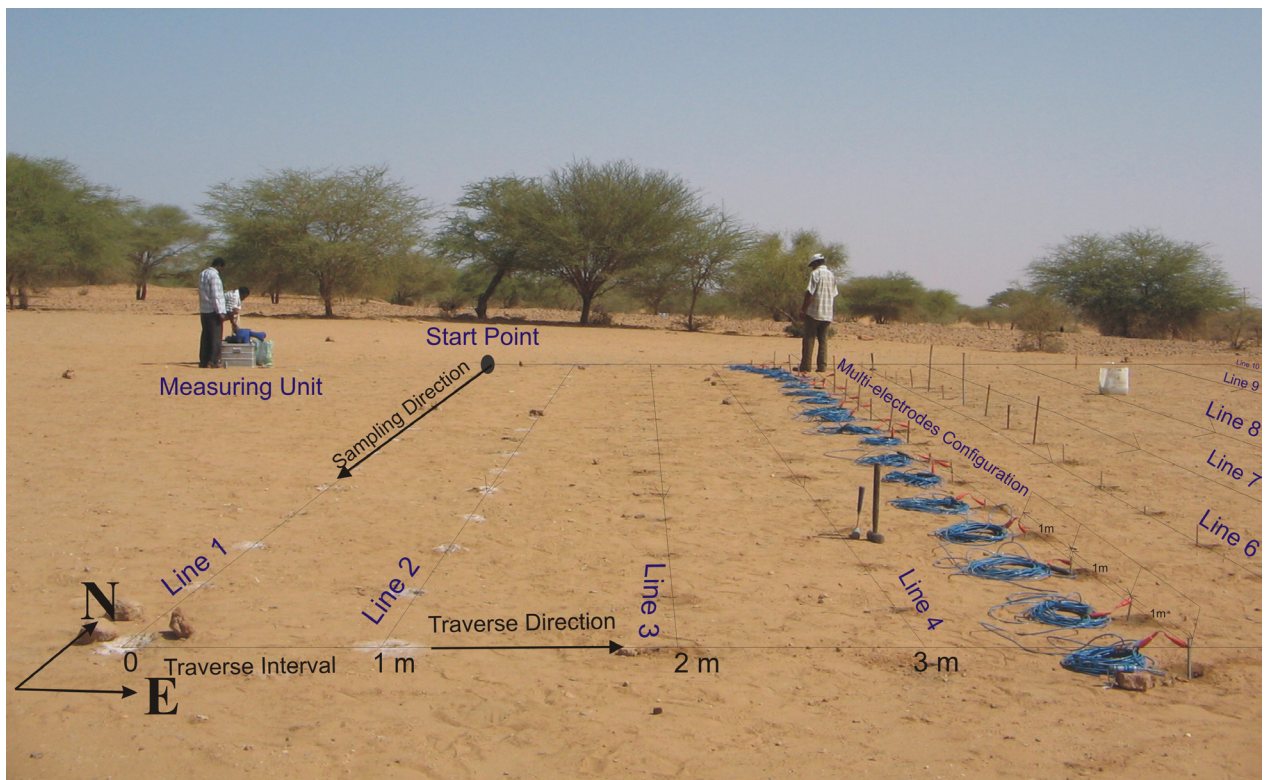 Start Point
Measuring Unit
Sampling Direction
Multi-electrodes Configuration
Line 10
Line 9
Line 8
Line 7
Line 6
1m
1m
1m
Line 1
Line 2
Line 3
Line 4
N
E
Traverse Direction
0
Traverse Interval
1 m
2 m
3 m